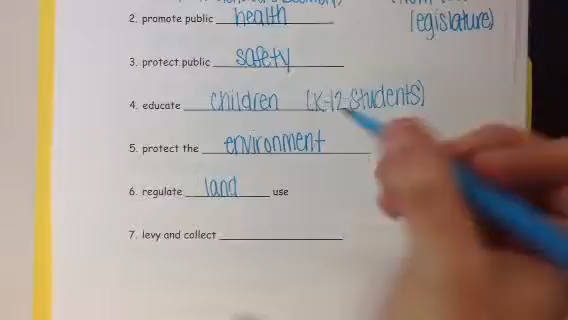 (from
2. promote public health legislature)
3. protect public safety
4. educate children (K-12 students)
5. protect the environment
6. regulate land use
7. levy and collect